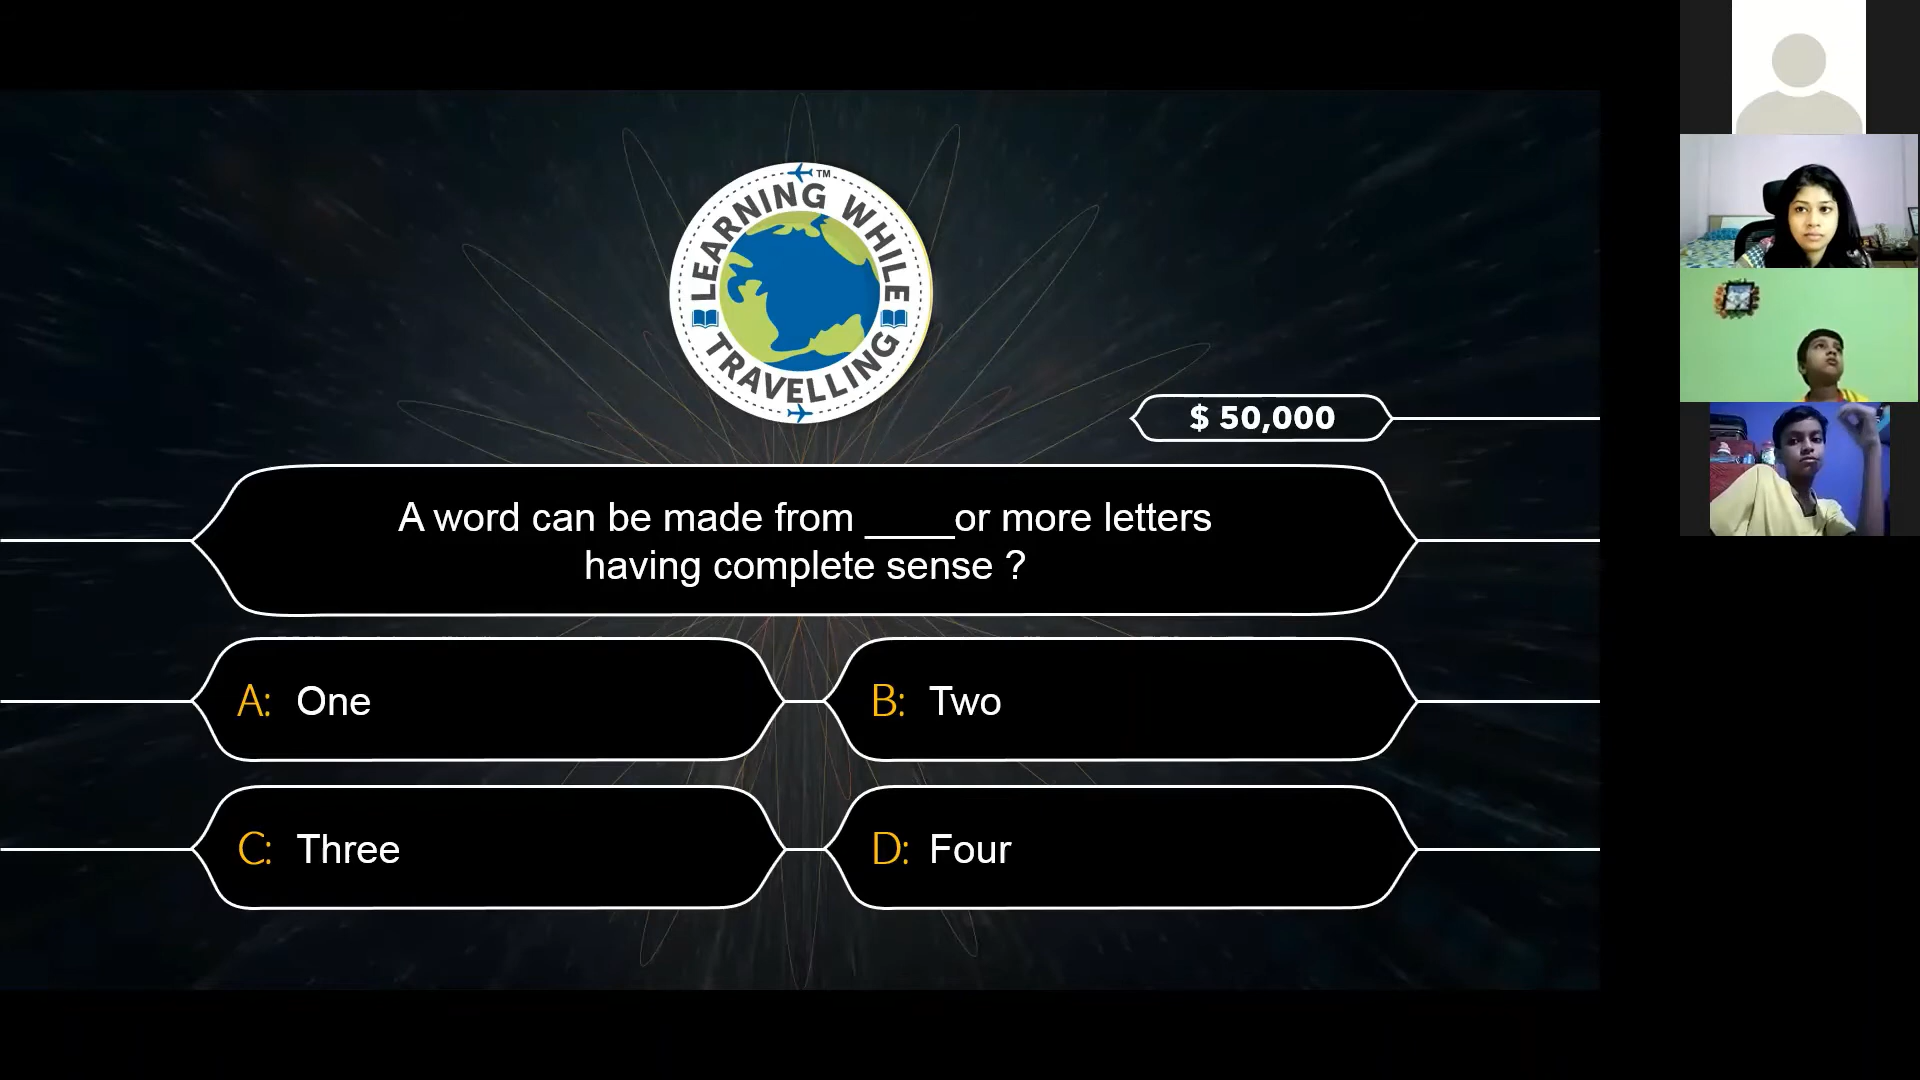 LEARNING WHILE
TRAVELLING
TM
$ 50,000
A word can be made from ____or more letters
having complete sense ?
A: One
B: Two
C: Three
D: Four